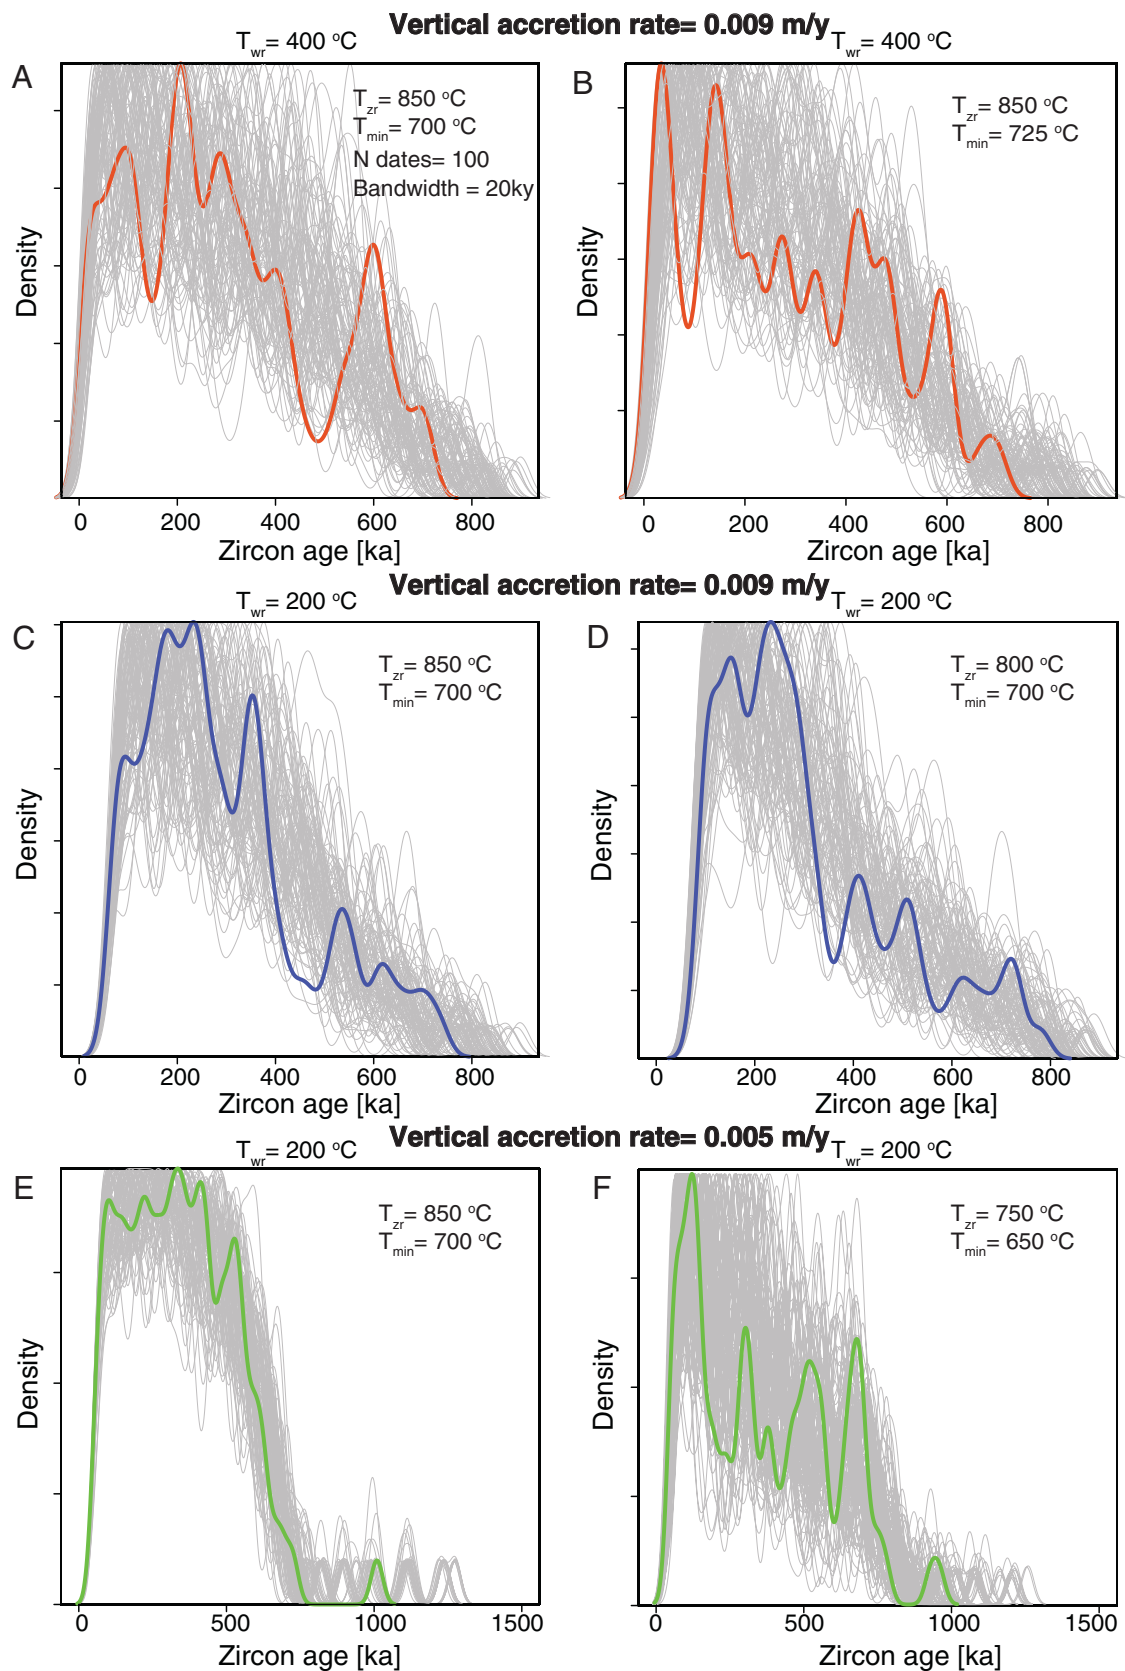 Vertical accretion rate= 0.009 m/y
Twr= 400 °C
Twr= 400 °C
A
Tzr= 850 °C
Tmin= 700 °C
N dates= 100
Bandwidth = 20ky
Density
0 200 400 600 800
Zircon age [ka]
B
Tzr= 850 °C
Tmin= 725 °C
Density
0 200 400 600 800
Zircon age [ka]
Vertical accretion rate= 0.009 m/y
Twr= 200 °C
Twr= 200 °C
C
Tzr= 850 °C
Tmin= 700 °C
Density
0 200 400 600 800
Zircon age [ka]
D
Tzr= 800 °C
Tmin= 700 °C
Density
0 200 400 600 800
Zircon age [ka]
Vertical accretion rate= 0.005 m/y
Twr= 200 °C
Twr= 200 °C
E
Tzr= 850 °C
Tmin= 700 °C
Density
0 500 1000 1500
Zircon age [ka]
F
Tzr= 750 °C
Tmin= 650 °C
Density
0 500 1000 1500
Zircon age [ka]